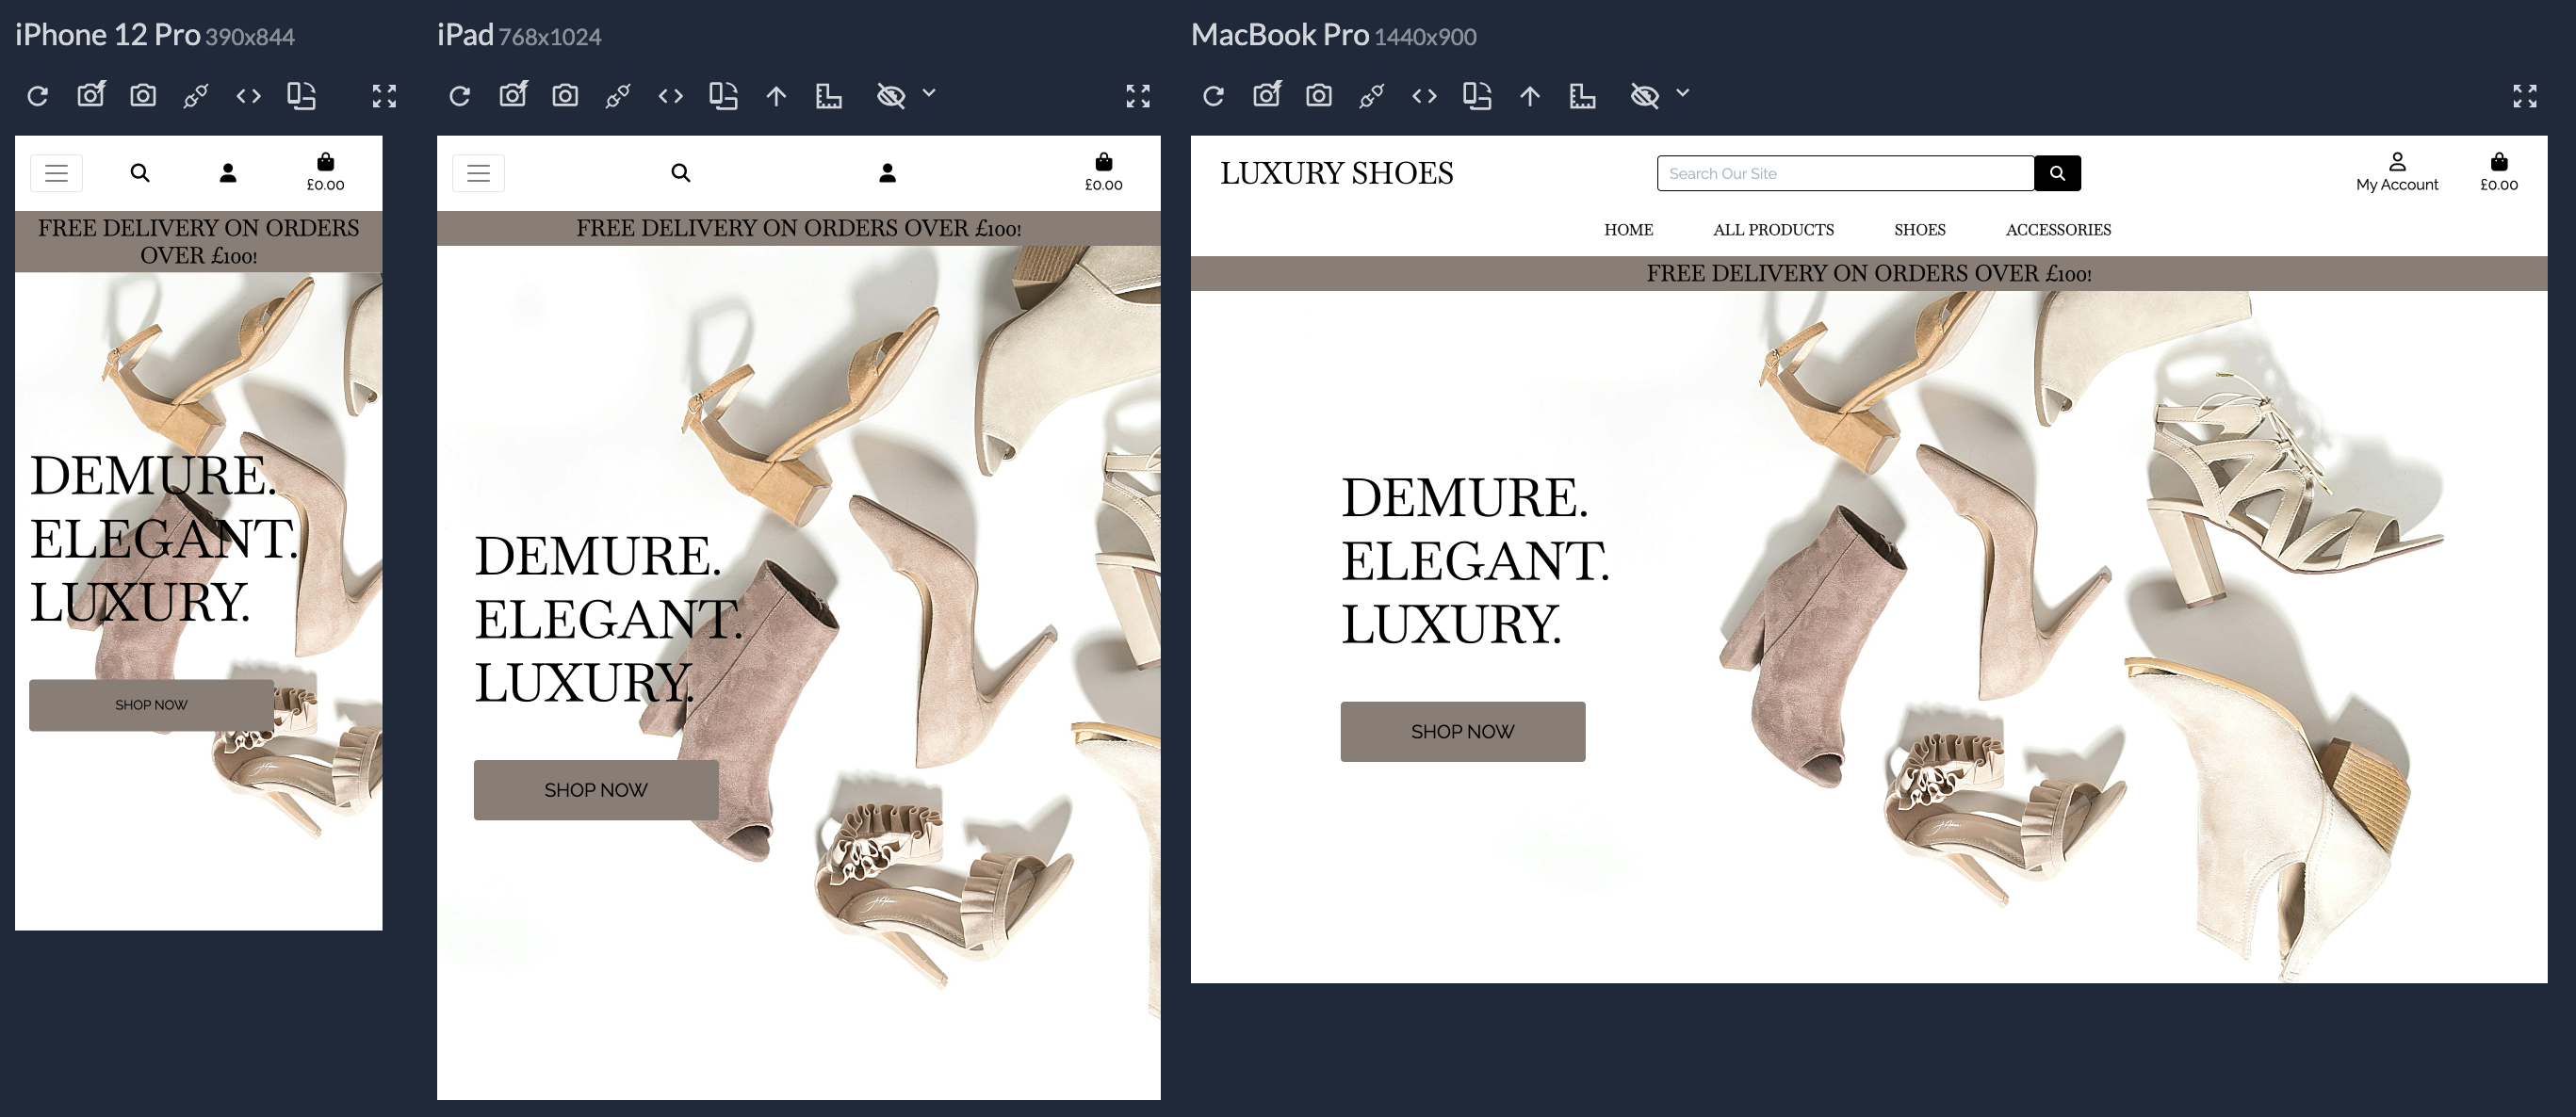 iPhone 12 Pro 390x844
£0.00
FREE DELIVERY ON ORDERS
OVER £100!
DEMURE.
ELEGANT.
LUXURY.
SHOP NOW
iPad 768x1024
£0.00
FREE DELIVERY ON ORDERS OVER £100!
DEMURE.
ELEGANT.
LUXURY.
SHOP NOW
MacBook Pro 1440x900
LUXURY SHOES
Search Our Site
My Account
£0.00
HOME ALL PRODUCTS SHOES ACCESSORIES
FREE DELIVERY ON ORDERS OVER £100!
DEMURE.
ELEGANT.
LUXURY.
SHOP NOW